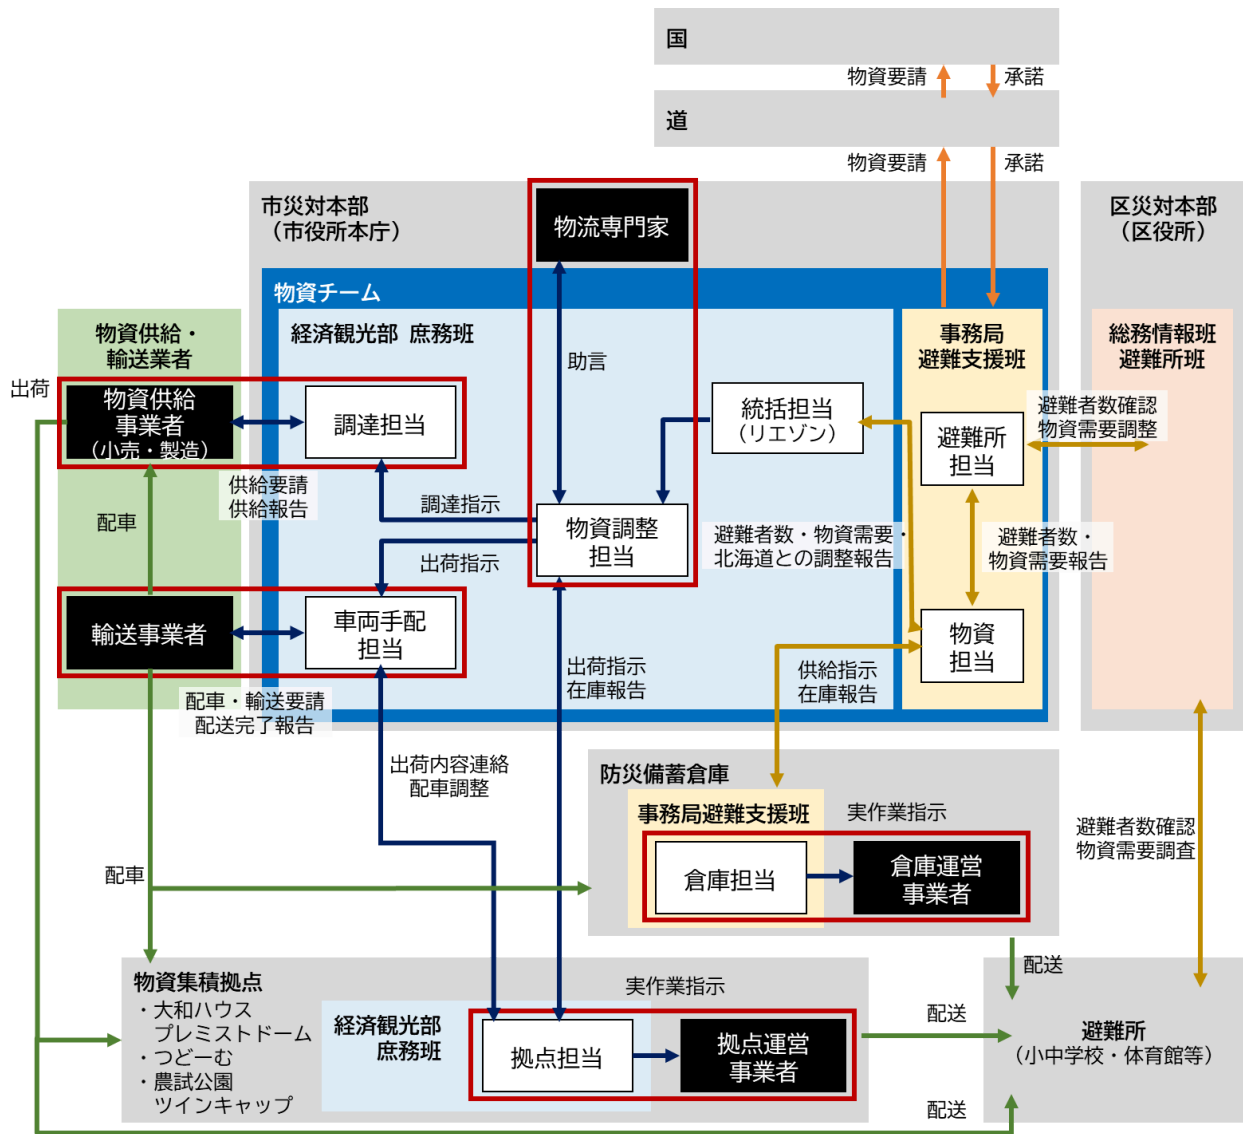 国
物資要請
承諾
道
物資要請
承諾
市災対本部
（市役所本庁）
物流専門家
区災対本部
（区役所）
物資チーム
物資供給・
輸送業者
経済観光部 庶務班
事務局
避難支援班
総務情報班
避難所班
出荷
物資供給
事業者
（小売・製造）
調達担当
助言
統括担当
（リエゾン）
避難所
担当
避難者数確認
物資需要調整
供給要請
供給報告
調達指示
配車
出荷指示
物資調整
担当
避難者数・物資需要・
北海道との調整報告
避難者数・
物資需要報告
輸送事業者
車両手配
担当
物資
担当
出荷指示
在庫報告
供給指示
在庫報告
配車・輸送要請
配送完了報告
出荷内容連絡
配車調整
防災備蓄倉庫
事務局避難支援班
実作業指示
倉庫担当
倉庫運営
事業者
避難者数確認
物資需要調査
配車
物資集積拠点
・大和ハウス
プレミストドーム
・つどーむ
・農試公園
ツインキャップ
実作業指示
経済観光部
庶務班
拠点担当
拠点運営
事業者
配送
配送
避難所
（小中学校・体育館等）
配送